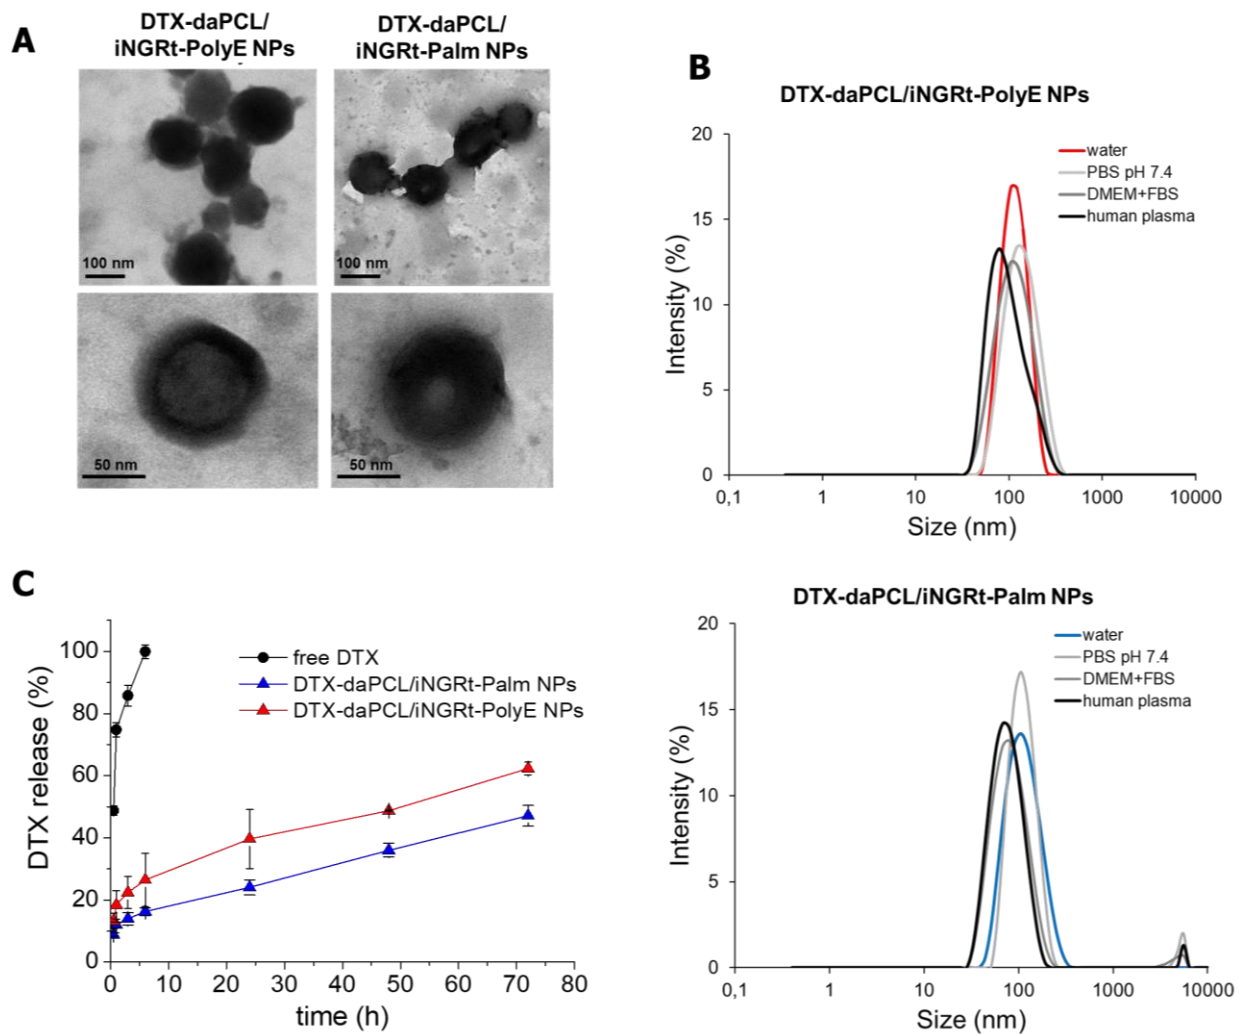 A
DTX-daPCL/
iNGRt-PolyE NPs
DTX-daPCL/
iNGRt-Palm NPs
100 nm
100 nm
50 nm
50 nm
B
DTX-daPCL/iNGRt-PolyE NPs
20
15
10
5
0
Intensity (%)
water
PBS pH 7.4
DMEM+FBS
human plasma
0,1
1
10
100
1000
10000
Size (nm)
DTX-daPCL/iNGRt-Palm NPs
20
15
10
5
0
Intensity (%)
water
PBS pH 7.4
DMEM+FBS
human plasma
0,1
1
10
100
1000
10000
Size (nm)
C
100
80
60
40
20
0
DTX release (%)
free DTX
DTX-daPCL/iNGRt-Palm NPs
DTX-daPCL/iNGRt-PolyE NPs
0
10
20
30
40
50
60
70
80
time (h)